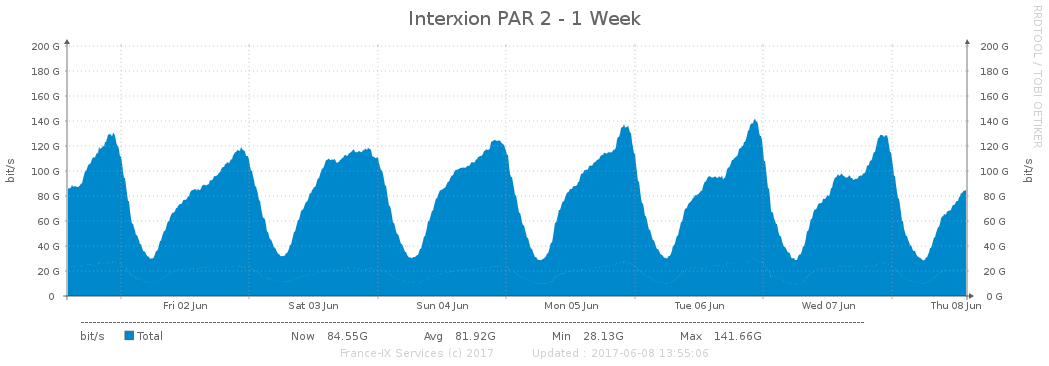 Interxion PAR 2 - 1 Week
RRDTOOL / TOBI OETIKER
200 G 200 G
180 G 180 G
160 G 160 G
140 G 140 G
120 G 120 G
100 G 100 G
80 G 80 G
60 G 60 G
40 G 40 G
20 G 20 G
0 0 G
bit/s bit/s
Fri 02 Jun Sat 03 Jun Sun 04 Jun Mon 05 Jun Tue 06 Jun Wed 07 Jun Thu 08 Jun
bit/s Total Now 84.55G Avg 81.92G Min 28.13G Max 141.66G
France-IX Services (c) 2017 Updated : 2017-06-08 13:55:06